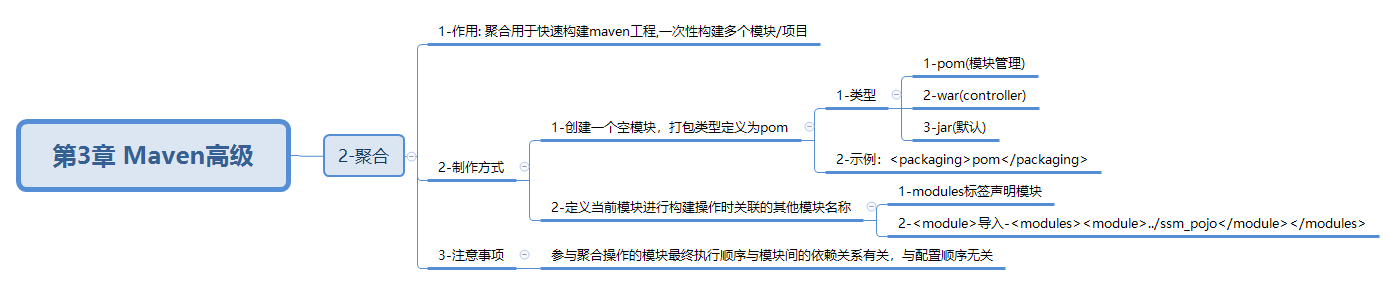 第3章 Maven高级
2-聚合
1-作用: 聚合用于快速构建maven工程,一次性构建多个模块/项目
2-制作方式
1-创建一个空模块，打包类型定义为pom
1-类型
1-pom(模块管理)
2-war(controller)
3-jar(默认)
2-示例：<packaging>pom</packaging>
2-定义当前模块进行构建操作时关联的其他模块名称
1-modules标签声明模块
2-<module>导入-<modules><module>../ssm_pojo</module></modules>
3-注意事项
参与聚合操作的模块最终执行顺序与模块间的依赖关系有关，与配置顺序无关